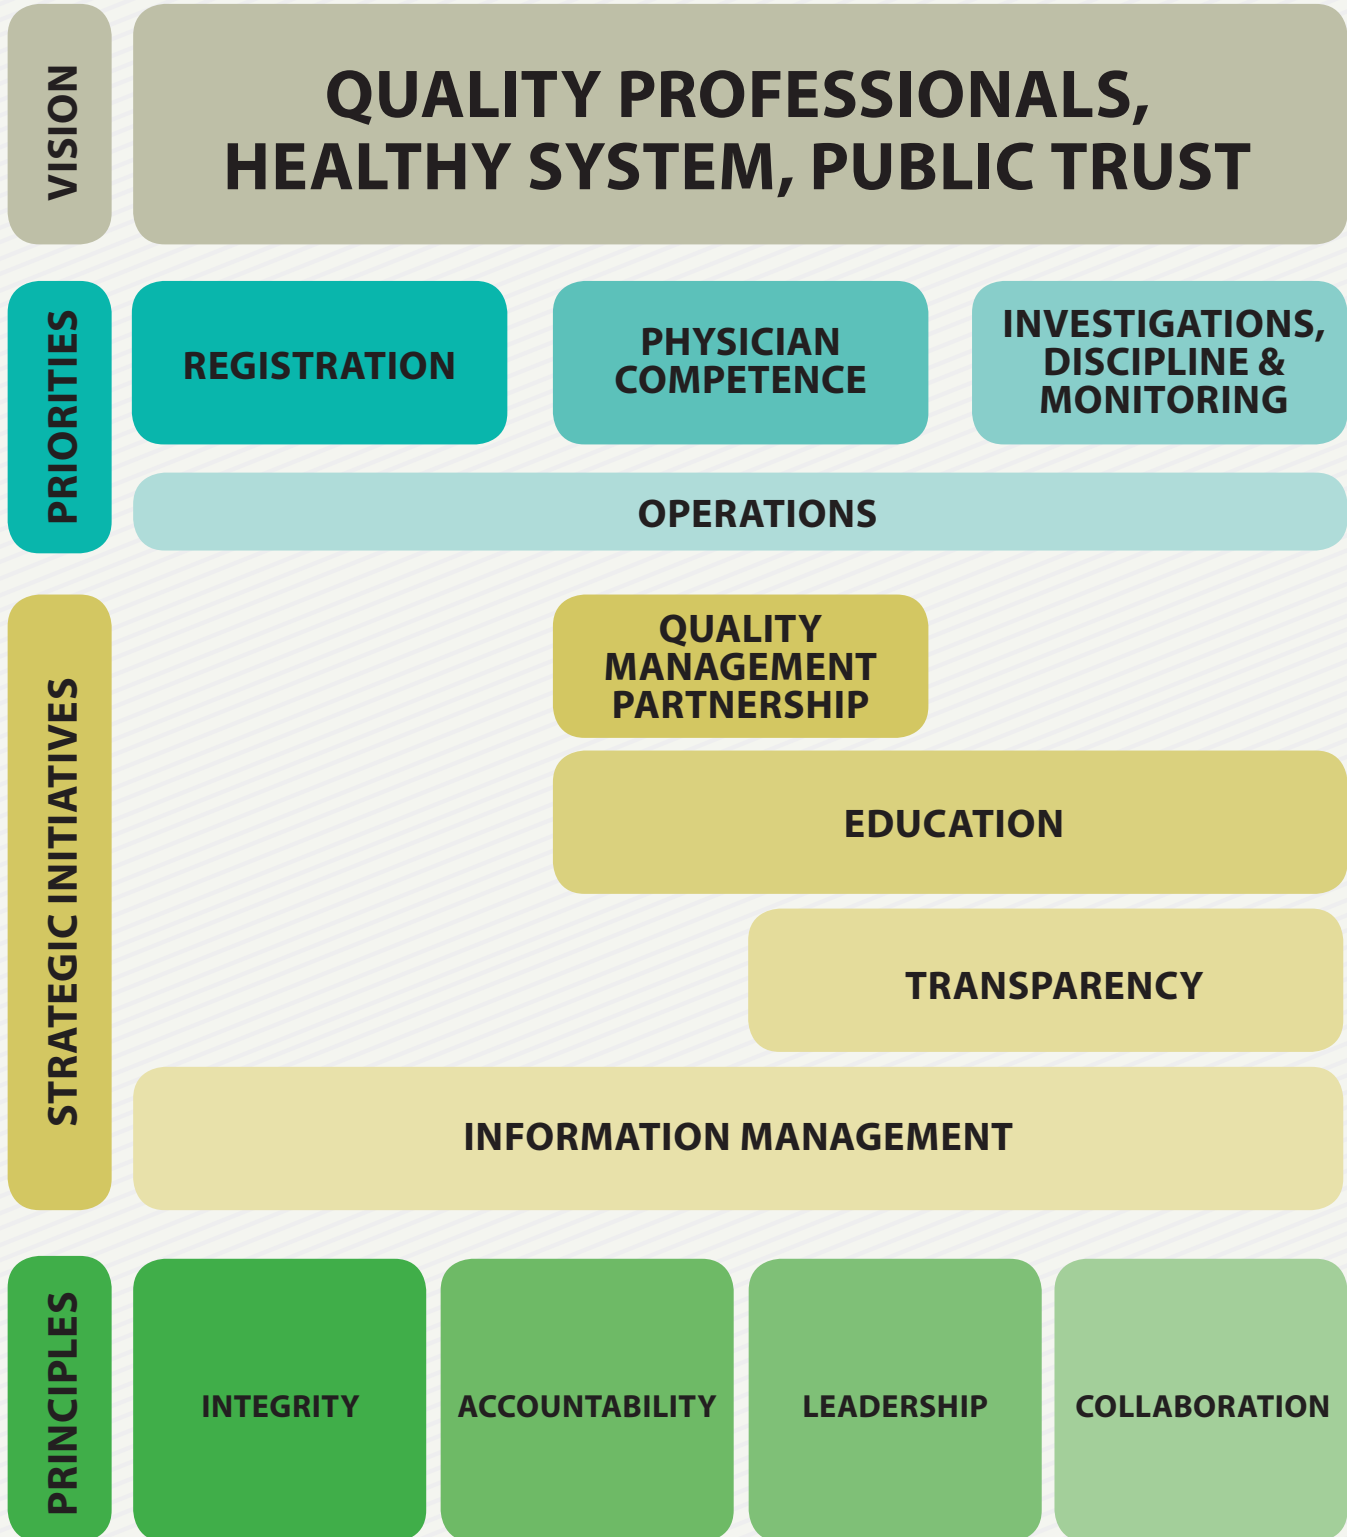 VISION
QUALITY PROFESSIONALS,
HEALTHY SYSTEM, PUBLIC TRUST
PRIORITIES
REGISTRATION
PHYSICIAN
COMPETENCE
INVESTIGATIONS,
DISCIPLINE &
MONITORING
OPERATIONS
STRATEGIC INITIATIVES
QUALITY
MANAGEMENT
PARTNERSHIP
EDUCATION
TRANSPARENCY
INFORMATION MANAGEMENT
PRINCIPLES
INTEGRITY
ACCOUNTABILITY
LEADERSHIP
COLLABORATION